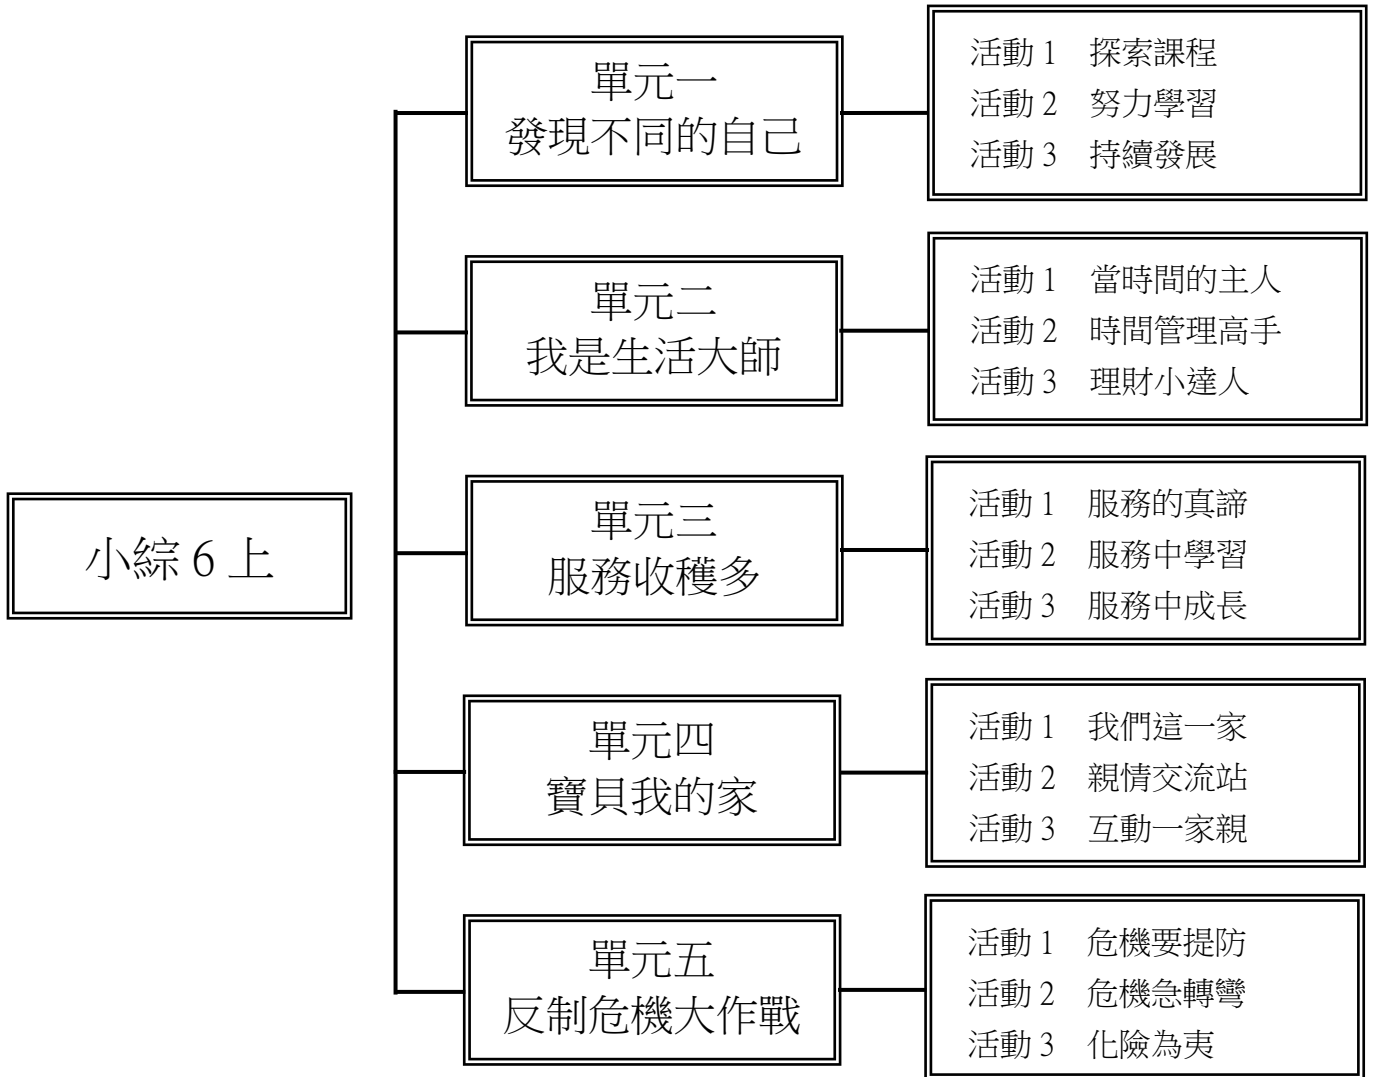 小綜 6 上
單元一
發現不同的自己
活動 1 探索課程
活動 2 努力學習
活動 3 持續發展
單元二
我是生活大師
活動 1 當時間的主人
活動 2 時間管理高手
活動 3 理財小達人
單元三
服務收穫多
活動 1 服務的真諦
活動 2 服務中學習
活動 3 服務中成長
單元四
寶貝我的家
活動 1 我們這一家
活動 2 親情交流站
活動 3 互動一家親
單元五
反制危機大作戰
活動 1 危機要提防
活動 2 危機急轉彎
活動 3 化險為夷